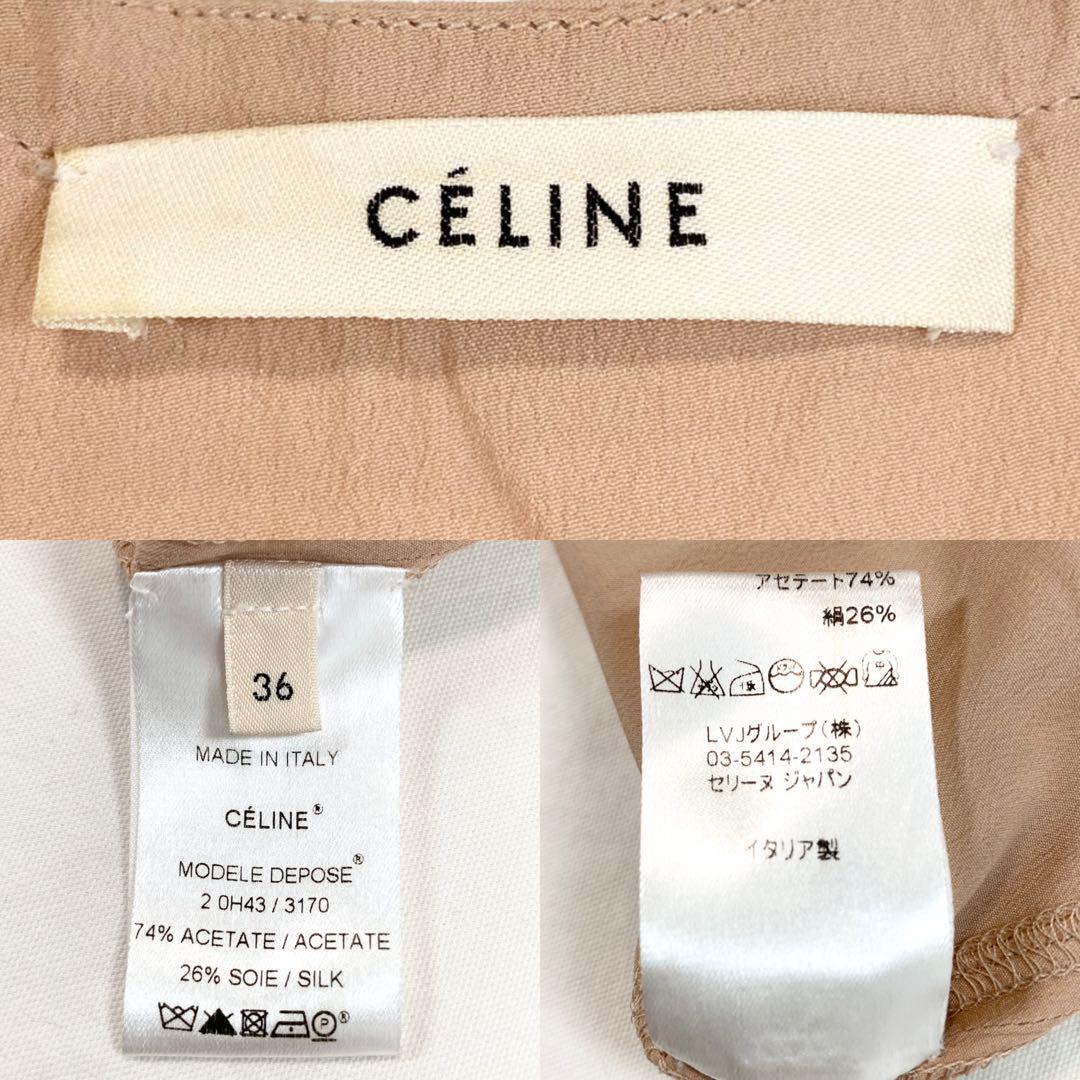 CÉLINE
36
MADE IN ITALY
CÉLINE®
MODELE DEPOSE®
2 0H43 / 3170
74% ACETATE / ACETATE
26% SOIE / SILK
P®
アセテート74%
絹26%
LVJグループ(株)
03-5414-2135
セリーヌ ジャパン
イタリア製